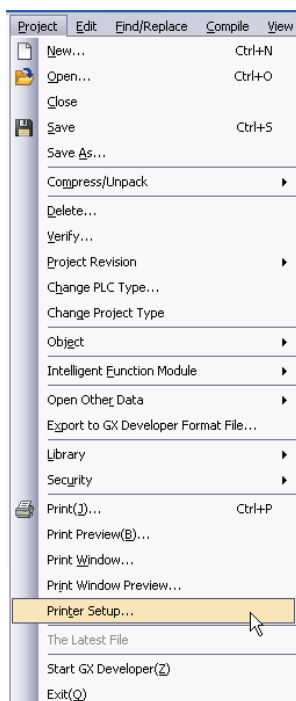 Project Edit Find/Replace Compile View
New... Ctrl+N
Open... Ctrl+O
Close
Save Ctrl+S
Save As...
Compress/Unpack
Delete...
Verify...
Project Revision
Change PLC Type...
Change Project Type
Object
Intelligent Function Module
Open Other Data
Export to GX Developer Format File...
Library
Security
Print(J)... Ctrl+P
Print Preview(B)...
Print Window...
Print Window Preview...
Printer Setup...
The Latest File
Start GX Developer(Z)
Exit(Q)